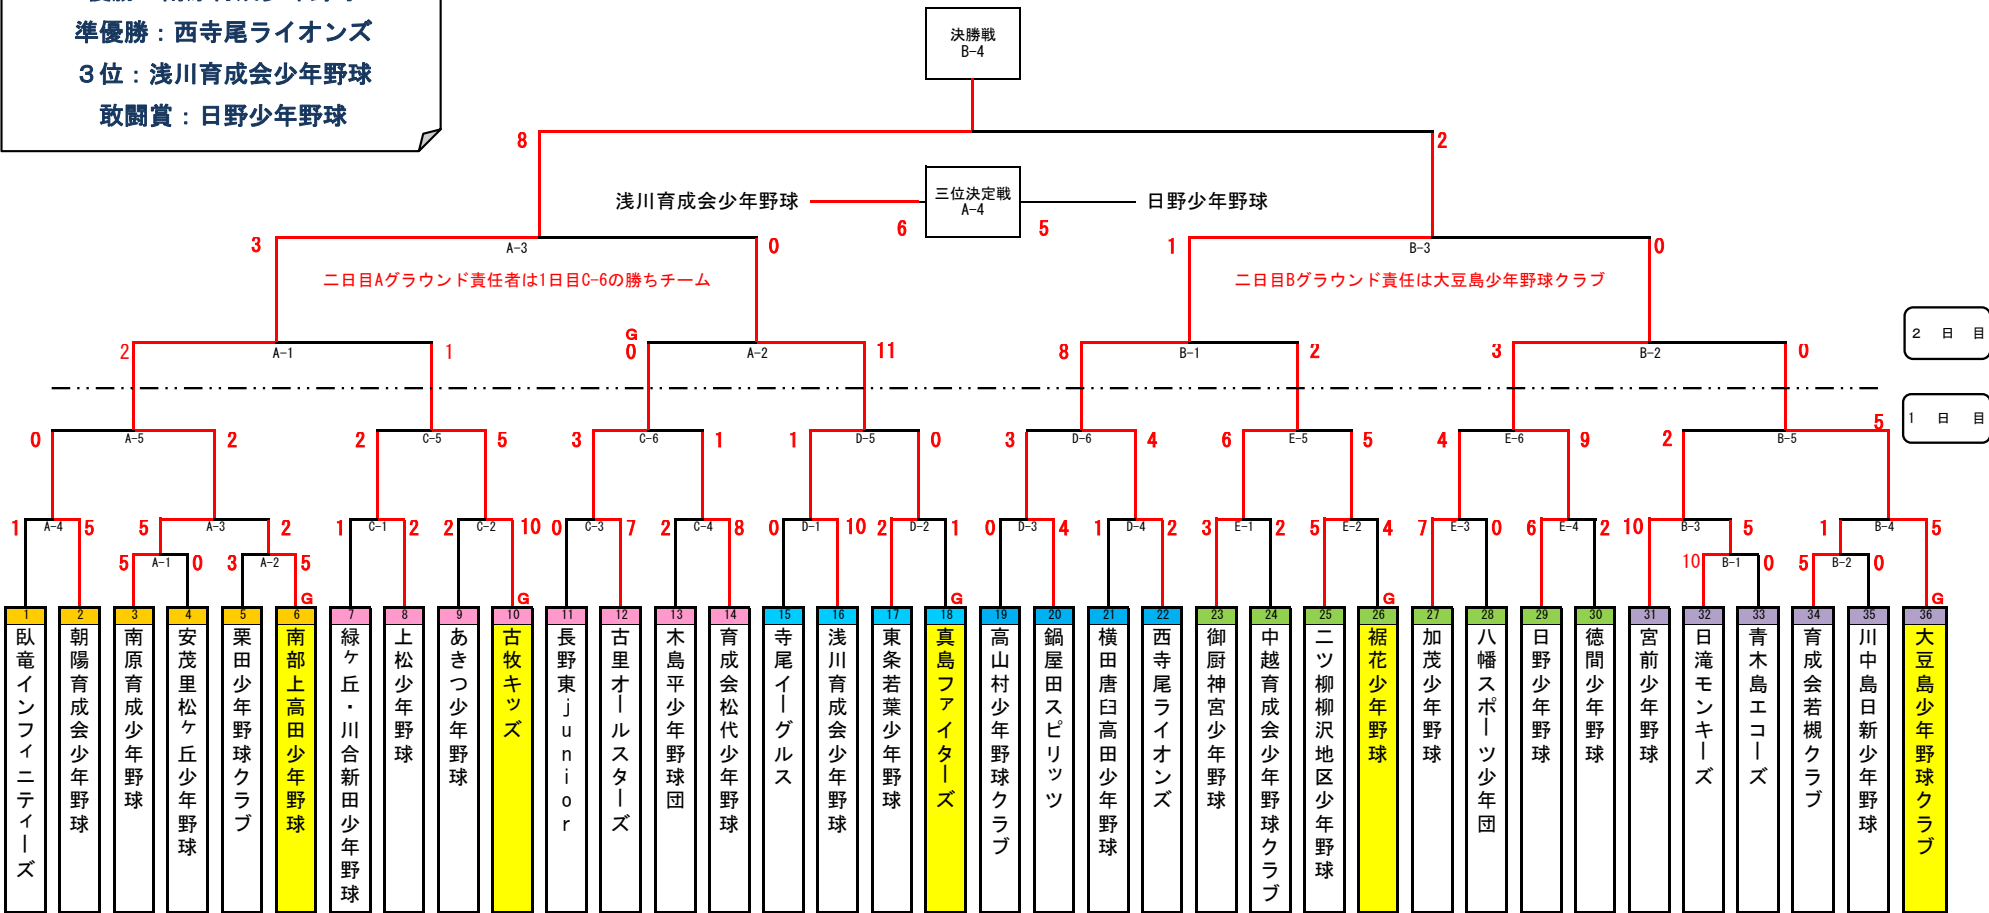 準優勝：西寺尾ライオンズ
３位：浅川育成会少年野球
敢闘賞：日野少年野球
決勝戦
B-4
8
2
浅川育成会少年野球
三位決定戦
A-4
日野少年野球
6
5
3
A-3
0
1
B-3
0
二日目Aグラウンド責任者は1日目C-6の勝ちチーム
二日目Bグラウンド責任は大豆島少年野球クラブ
2 日 目
2
A-1
1
G
0
A-2
11
8
B-1
2
3
B-2
0
1 日 目
0
A-5
2
2
C-5
5
3
C-6
1
1
D-5
0
3
D-6
4
6
E-5
5
4
E-6
9
2
B-5
5
1
A-4
5
5
A-3
2
1
C-1
2
2
C-2
10
0
C-3
7
2
C-4
8
0
D-1
10
2
D-2
1
0
D-3
4
1
D-4
2
3
E-1
2
5
E-2
4
7
E-3
0
6
E-4
2
10
B-3
5
1
B-4
5
5
A-1
0
3
A-2
5
10
B-1
0
5
B-2
0
G
G
G
G
G
1
臥竜インフィニティーズ
2
朝陽育成会少年野球
3
南原育成少年野球
4
安茂里松ケ丘少年野球
5
栗田少年野球クラブ
6
南部上高田少年野球
7
緑ケ丘・川合新田少年野球
8
上松少年野球
9
あきつ少年野球
10
古牧キッズ
11
長野東junior
12
古里オールスターズ
13
木島平少年野球団
14
育成会松代少年野球
15
寺尾イーグルス
16
浅川育成会少年野球
17
東条若葉少年野球
18
真島ファイターズ
19
高山村少年野球クラブ
20
鍋屋田スピリッツ
21
横田唐臼高田少年野球
22
西寺尾ライオンズ
23
御厨神宮少年野球
24
中越育成会少年野球クラブ
25
二ツ柳柳沢地区少年野球
26
裾花少年野球
27
加茂少年野球
28
八幡スポーツ少年団
29
日野少年野球
30
徳間少年野球
31
宮前少年野球
32
日滝モンキーズ
33
青木島エコーズ
34
育成会若槻クラブ
35
川中島日新少年野球
36
大豆島少年野球クラブ